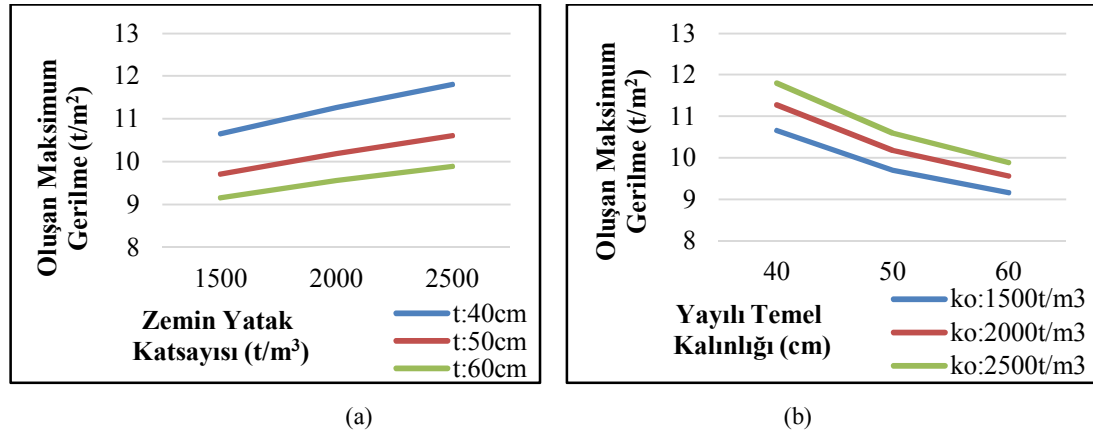 Oluşan Maksimum
Gerilme (t/m²)
13
12
11
10
9
8
1500 2000 2500
Zemin Yatak
Katsayısı (t/m³)
t:40cm
t:50cm
t:60cm
(a)
Oluşan Maksimum
Gerilme (t/m²)
13
12
11
10
9
8
40 50 60
Yayılı Temel
Kalınlığı (cm)
ko:1500t/m3
ko:2000t/m3
ko:2500t/m3
(b)